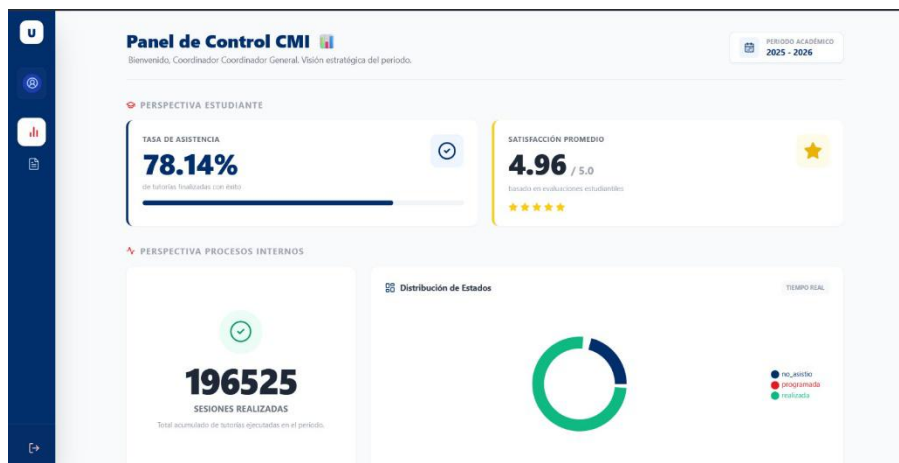 U
Panel de Control CMI
Bienvenido, Coordinador Coordinador General. Visión estratégica del periodo.
PERIODO ACADÉMICO
2025 - 2026
PERSPECTIVA ESTUDIANTE
TASA DE ASISTENCIA
78.14%
de tutorías finalizadas con éxito
SATISFACCIÓN PROMEDIO
4.96 / 5.0
basado en evaluaciones estudiantiles
PERSPECTIVA PROCESOS INTERNOS
196525
SESIONES REALIZADAS
Total acumulado de tutorías ejecutadas en el periodo.
Distribución de Estados
TIEMPO REAL
no_asistio
programada
realizada